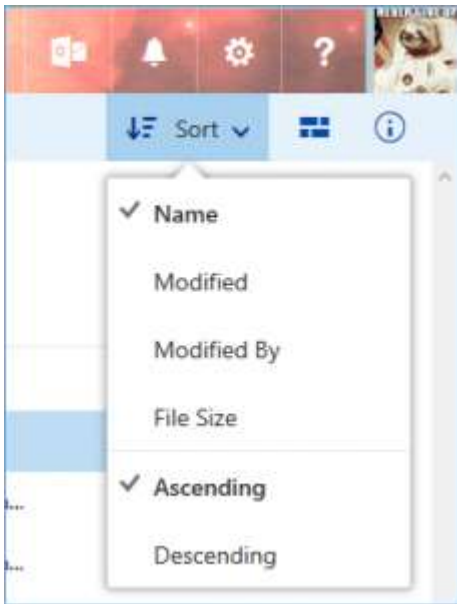 Sort
Name
Modified
Modified By
File Size
Ascending
Descending